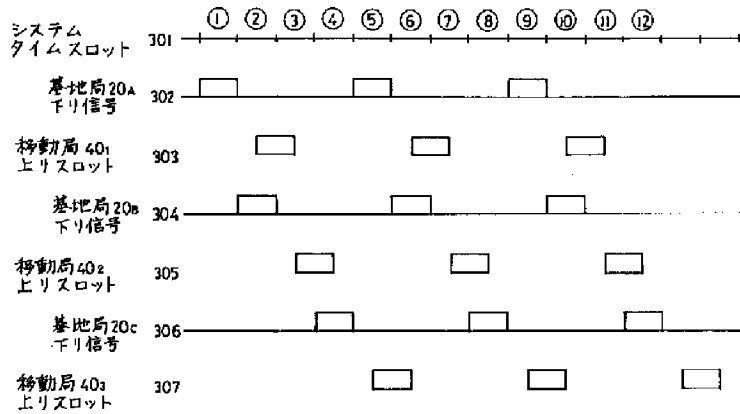 ① ② ③ ④ ⑤ ⑥ ⑦ ⑧ ⑨ ⑩ ⑪ ⑫
システム
タイムスロット 301
基地局20A
下り信号 302
移動局401
上りスロット 303
基地局20B
下り信号 304
移動局402
上りスロット 305
基地局20C
下り信号 306
移動局403
上りスロット 307